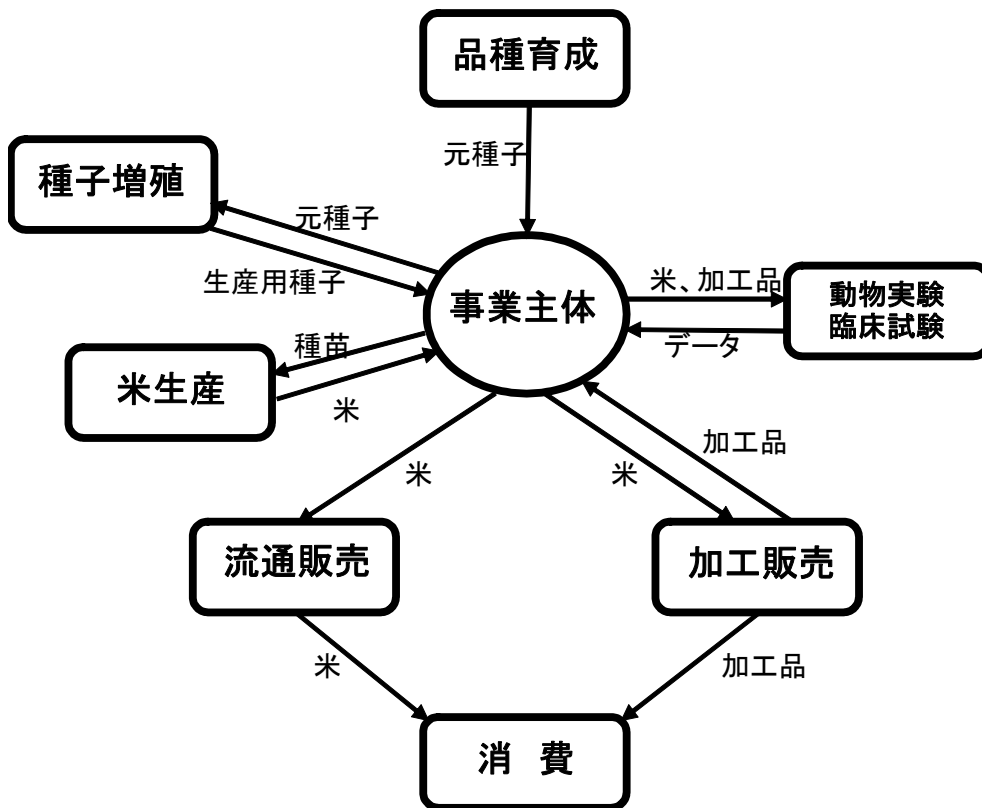 品種育成
元種子
種子増殖
元種子
生産用種子
事業主体
米、加工品
動物実験
臨床試験
データ
種苗
米生産
米
加工品
米
米
流通販売
加工販売
米
加工品
消　費